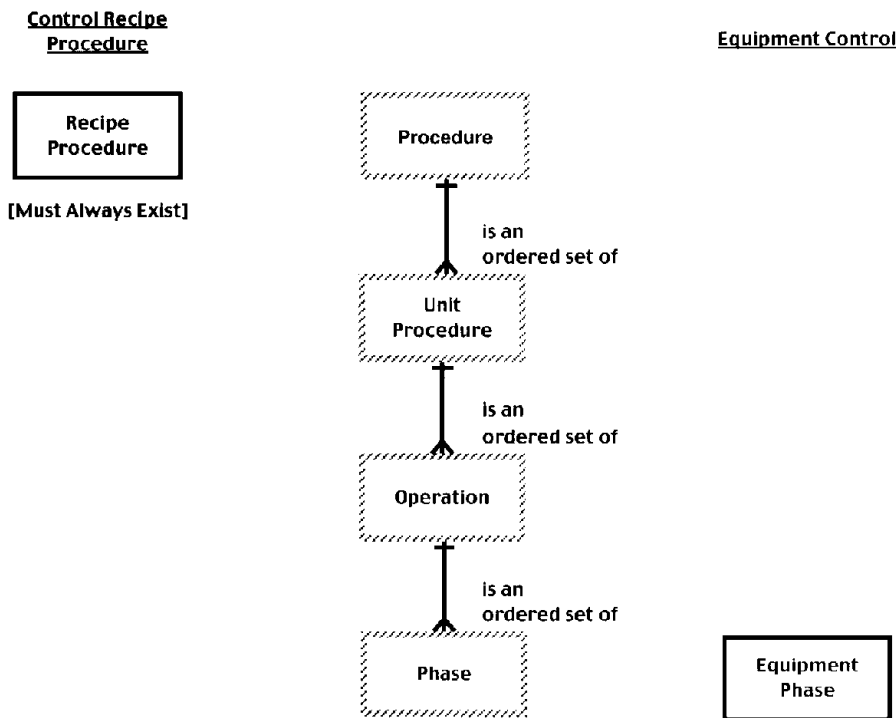 Control Recipe
Procedure
Equipment Control
Recipe
Procedure
Procedure
[Must Always Exist]
is an
ordered set of
Unit
Procedure
is an
ordered set of
Operation
is an
ordered set of
Phase
Equipment
Phase